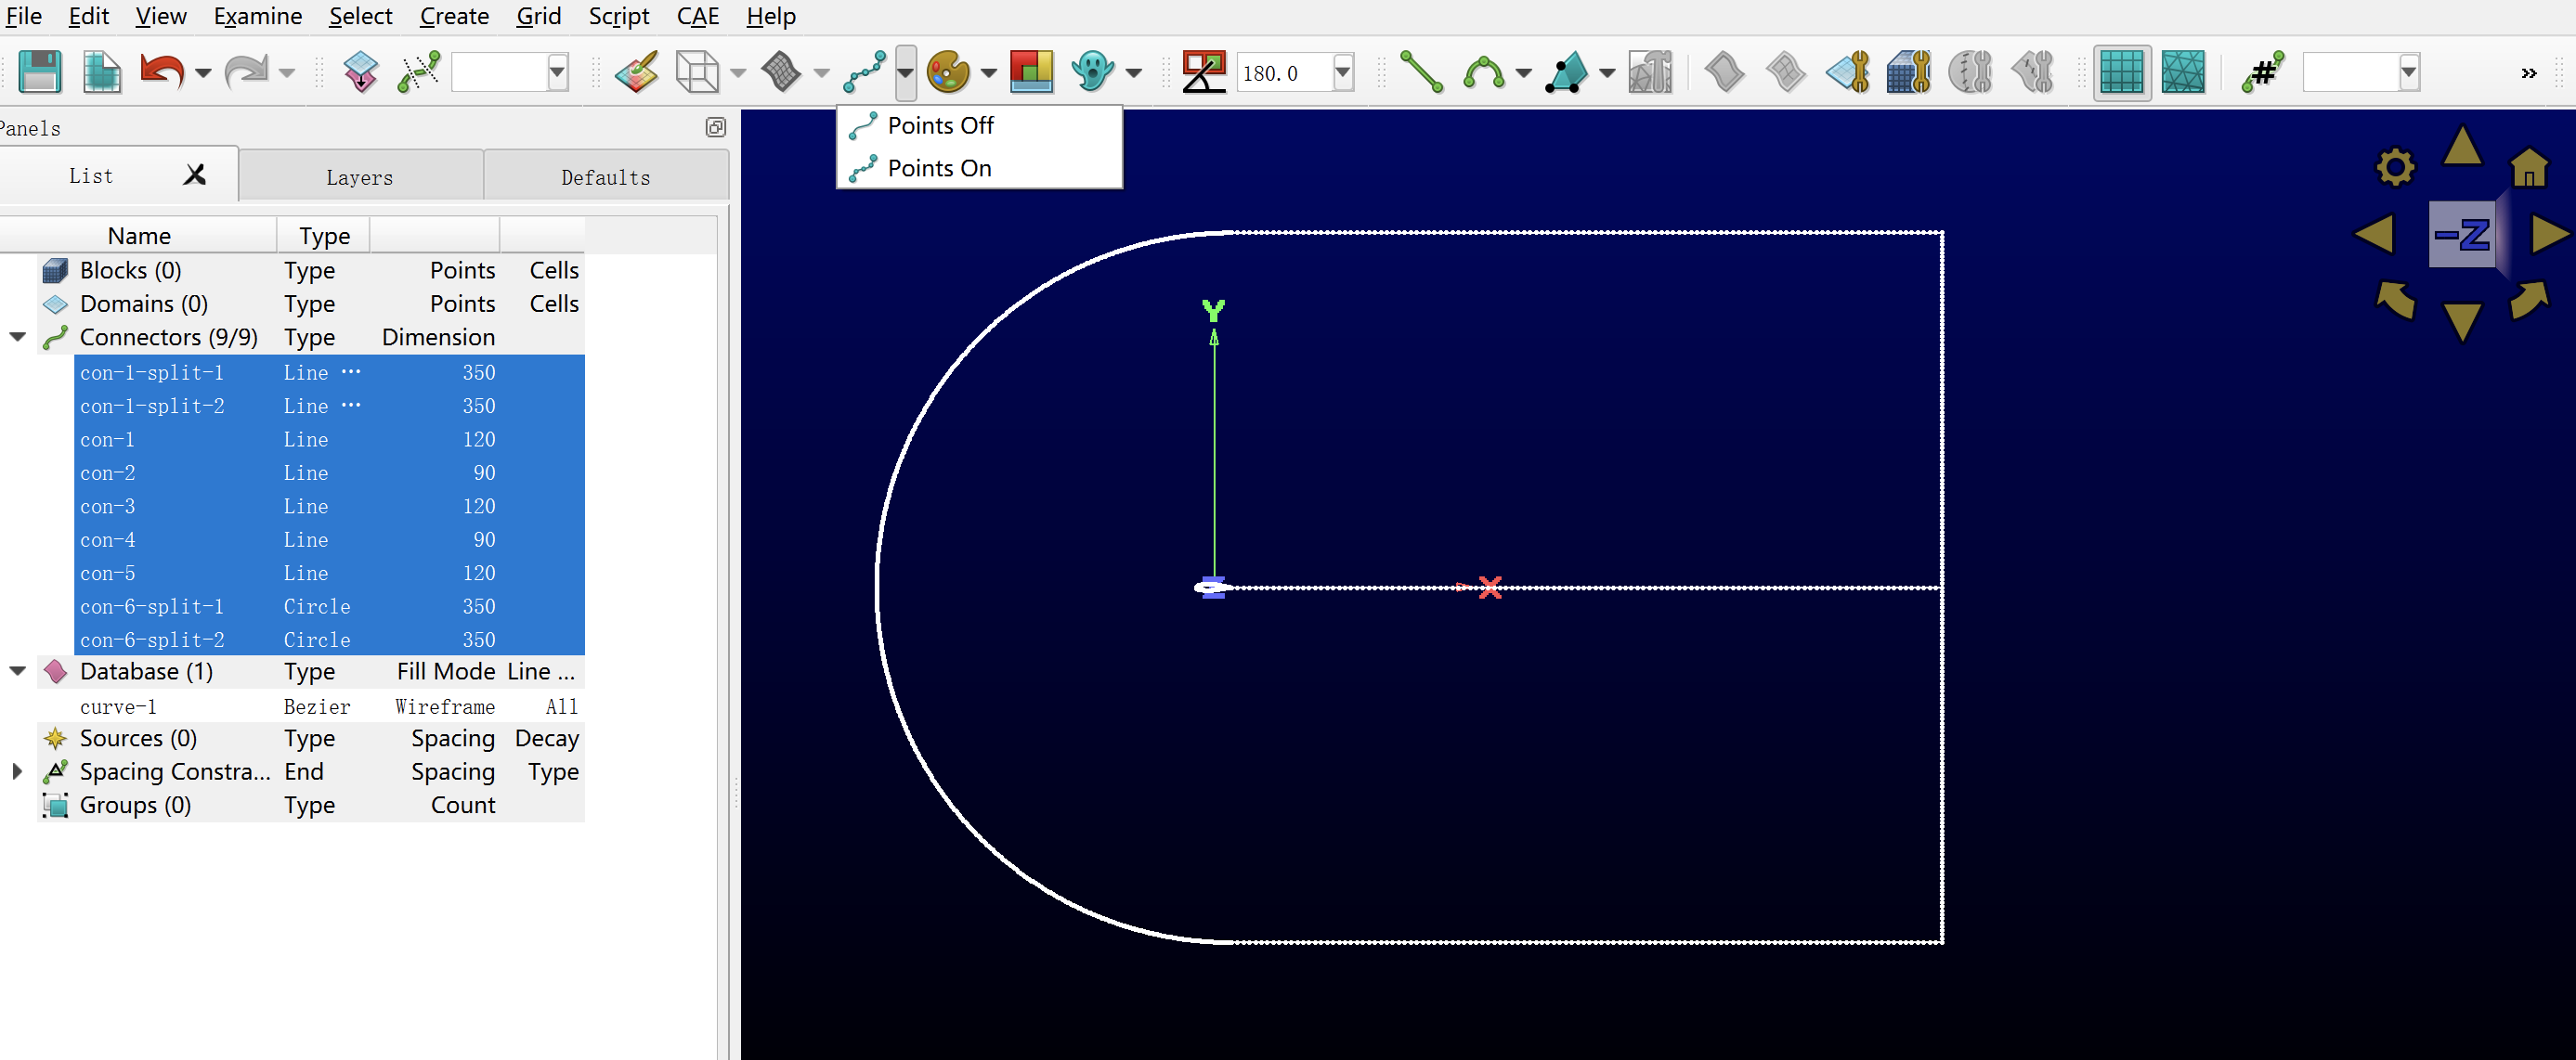 File Edit View Examine Select Create Grid Script CAE Help
180.0
#
»
Points Off
Points On
Panels
List Layers Defaults
Name Type
Blocks (0) Type Points Cells
Domains (0) Type Points Cells
Connectors (9/9) Type Dimension
con-1-split-1 Line ··· 350
con-1-split-2 Line ··· 350
con-1 Line 120
con-2 Line 90
con-3 Line 120
con-4 Line 90
con-5 Line 120
con-6-split-1 Circle 350
con-6-split-2 Circle 350
Database (1) Type Fill Mode Line ...
curve-1 Bezier Wireframe All
Sources (0) Type Spacing Decay
Spacing Constra... End Spacing Type
Groups (0) Type Count
Y
Z
X
-Z